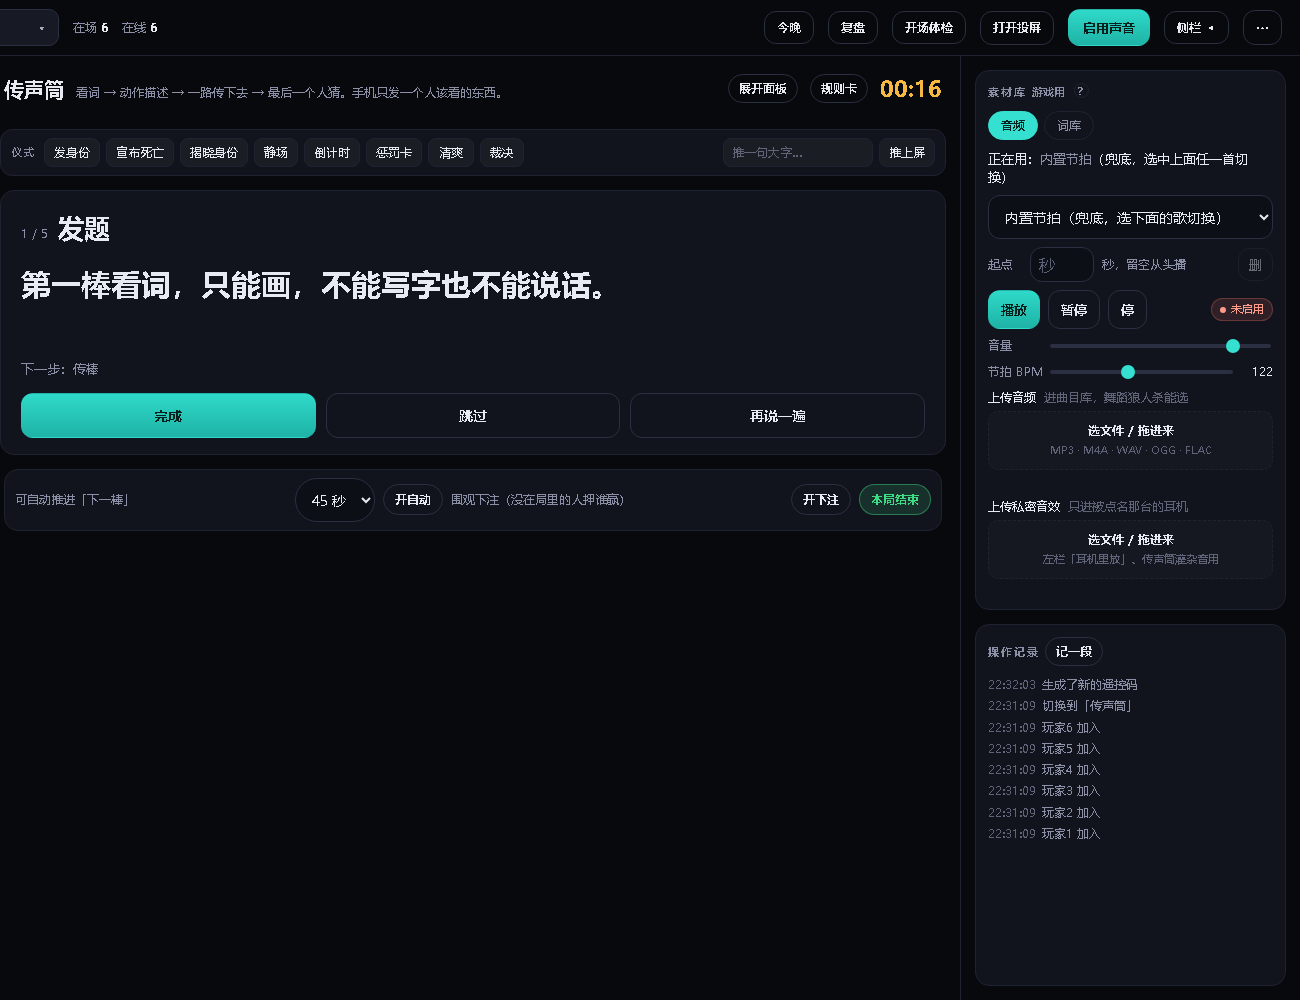 在场 6 在线 6 今晚 复盘 开场体检 打开投屏 启用声音 侧栏 ···
传声筒 看词 → 动作描述 → 一路传下去 → 最后一个人猜。手机只发一个人该看的东西。 展开面板 规则卡 00:16
仪式 发身份 宣布死亡 揭晓身份 静场 倒计时 惩罚卡 清爽 裁决 推一句大字... 推上屏
1 / 5 发题
第一棒看词，只能画，不能写字也不能说话。
下一步：传棒
完成 跳过 再说一遍
可自动推进「下一棒」 45 秒 开自动 围观下注（没在局里的人押谁赢） 开下注 本局结束
素材库 游戏用 ?
音频 词库
正在用：内置节拍（兜底，选中上面任一首切
换）
内置节拍（兜底，选下面的歌切换）
起点 秒 秒，留空从头播 删
播放 暂停 停 未启用
音量
节拍 BPM 122
上传音频 进曲目库，舞蹈狼人杀能选
选文件 / 拖进来
MP3 · M4A · WAV · OGG · FLAC
上传私密音效 只进被点名那台的耳机
选文件 / 拖进来
左栏「耳机里放」、传声筒灌杂音用
操作记录 记一段
22:32:03 生成了新的遥控码
22:31:09 切换到「传声筒」
22:31:09 玩家6 加入
22:31:09 玩家5 加入
22:31:09 玩家4 加入
22:31:09 玩家3 加入
22:31:09 玩家2 加入
22:31:09 玩家1 加入